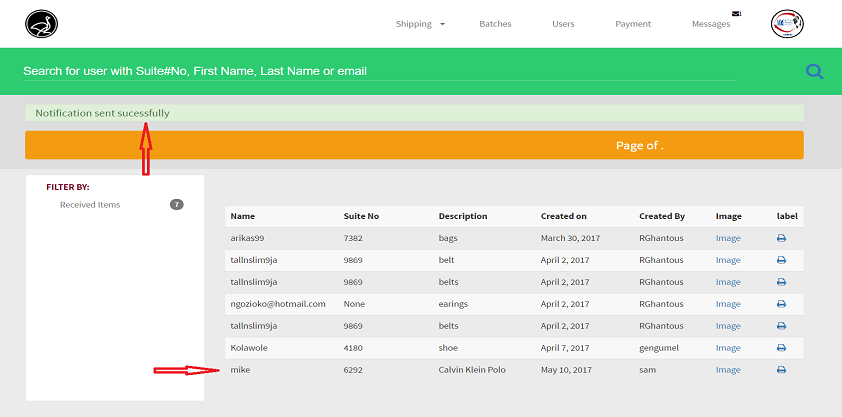 Shipping Batches Users Payment Messages
Search for user with Suite#No, First Name, Last Name or email
Notification sent sucessfully
Page of .
FILTER BY:
Received Items 7
Name Suite No Description Created on Created By Image label
arikas99 7382 bags March 30, 2017 RGhantous Image
tallnslim9ja 9869 belt April 2, 2017 RGhantous Image
tallnslim9ja 9869 belts April 2, 2017 RGhantous Image
ngozioko@hotmail.com None earings April 2, 2017 RGhantous Image
tallnslim9ja 9869 belts April 2, 2017 RGhantous Image
Kolawole 4180 shoe April 7, 2017 gengumel Image
mike 6292 Calvin Klein Polo May 10, 2017 sam Image